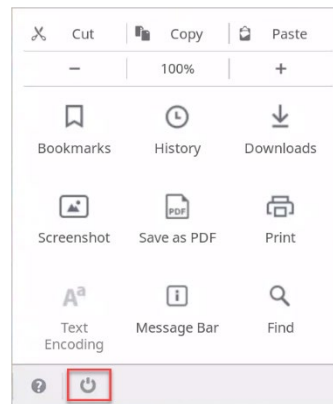 Cut Copy Paste
− 100% +
Bookmarks History Downloads
PDF
Screenshot Save as PDF Print
Aa
Text Message Bar Find
Encoding
?